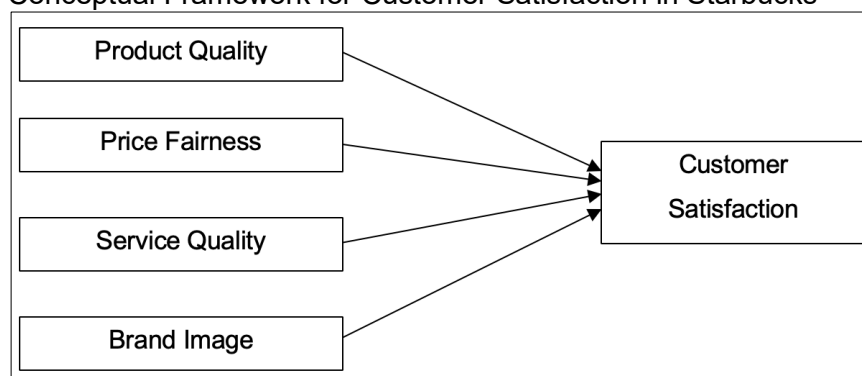 Conceptual Framework for Customer Satisfaction in Starbucks
Product Quality
Price Fairness
Service Quality
Brand Image
Customer
Satisfaction